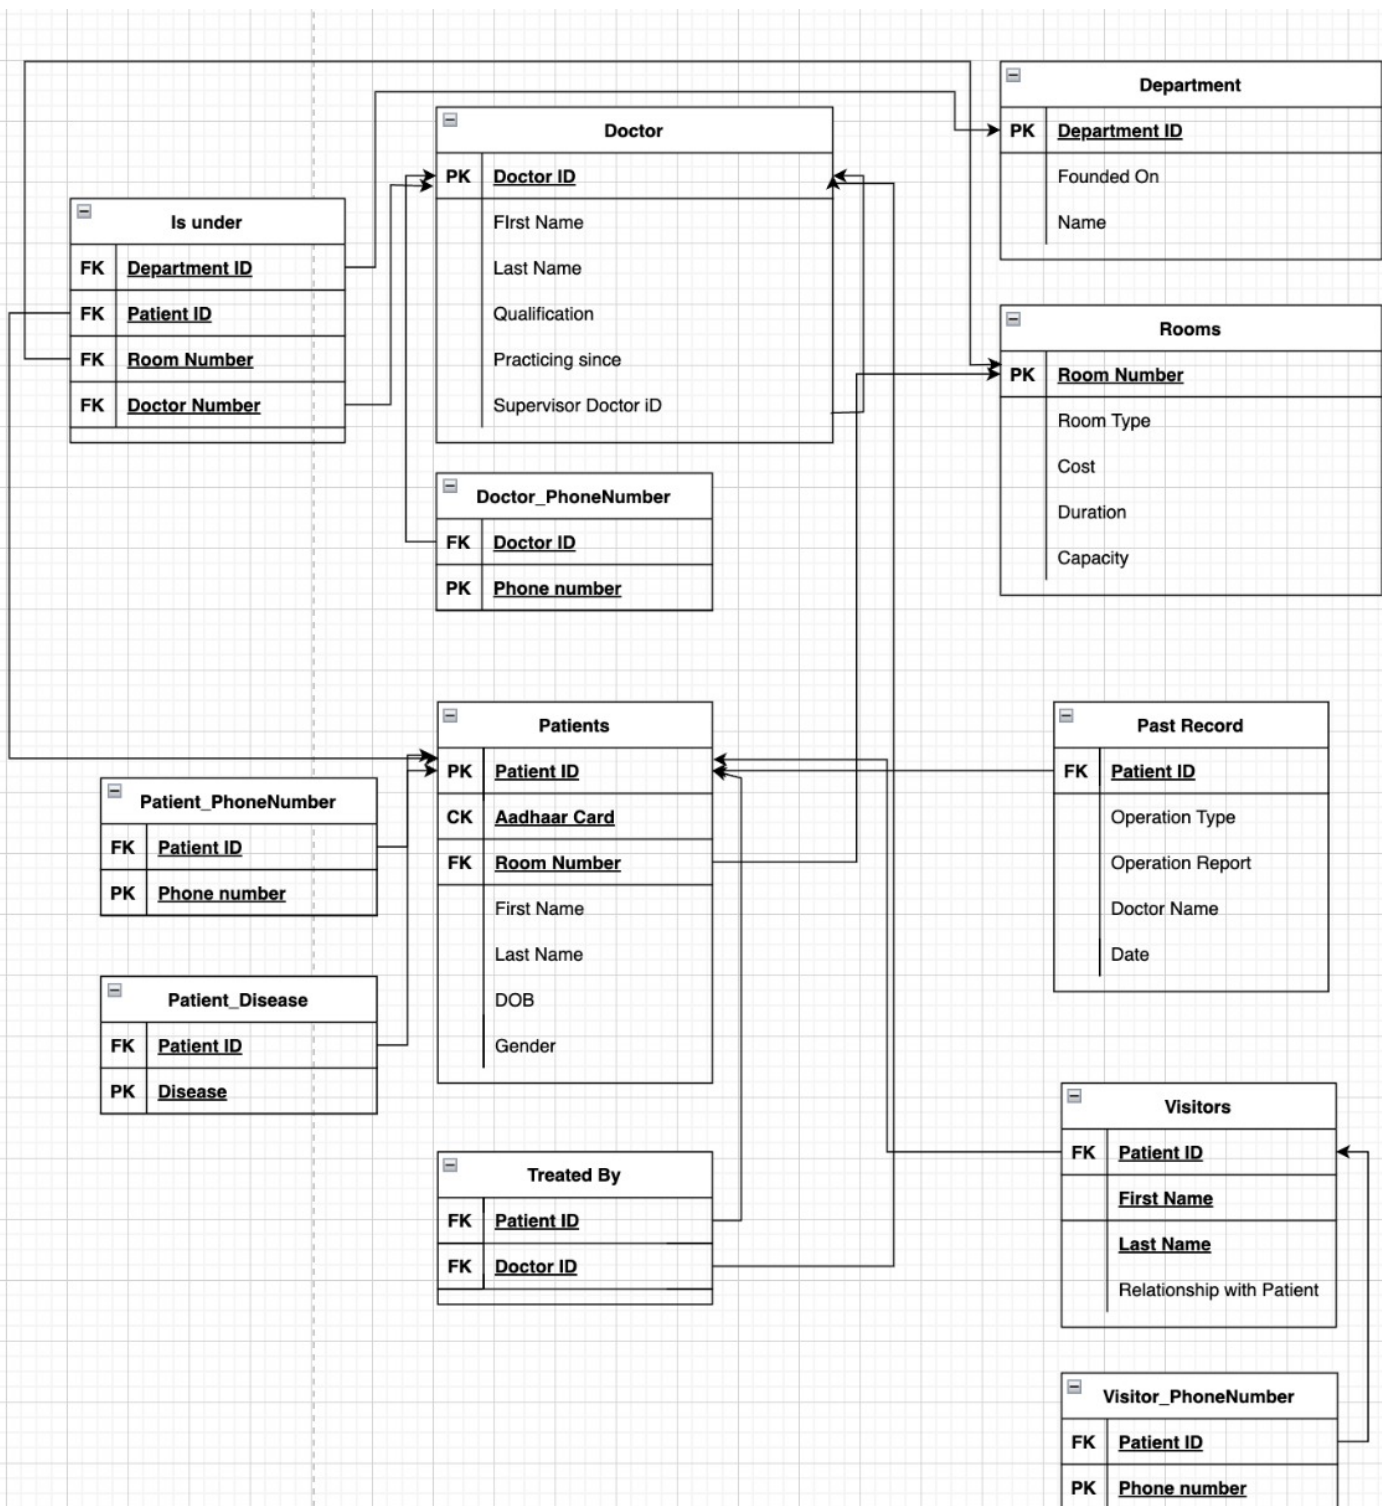 Department
PK Department ID
Founded On
Name
Doctor
PK Doctor ID
FIrst Name
Last Name
Qualification
Practicing since
Supervisor Doctor iD
Is under
FK Department ID
FK Patient ID
FK Room Number
FK Doctor Number
Rooms
PK Room Number
Room Type
Cost
Duration
Capacity
Doctor_PhoneNumber
FK Doctor ID
PK Phone number
Patients
PK Patient ID
CK Aadhaar Card
FK Room Number
First Name
Last Name
DOB
Gender
Past Record
FK Patient ID
Operation Type
Operation Report
Doctor Name
Date
Patient_PhoneNumber
FK Patient ID
PK Phone number
Patient_Disease
FK Patient ID
PK Disease
Treated By
FK Patient ID
FK Doctor ID
Visitors
FK Patient ID
First Name
Last Name
Relationship with Patient
Visitor_PhoneNumber
FK Patient ID
PK Phone number